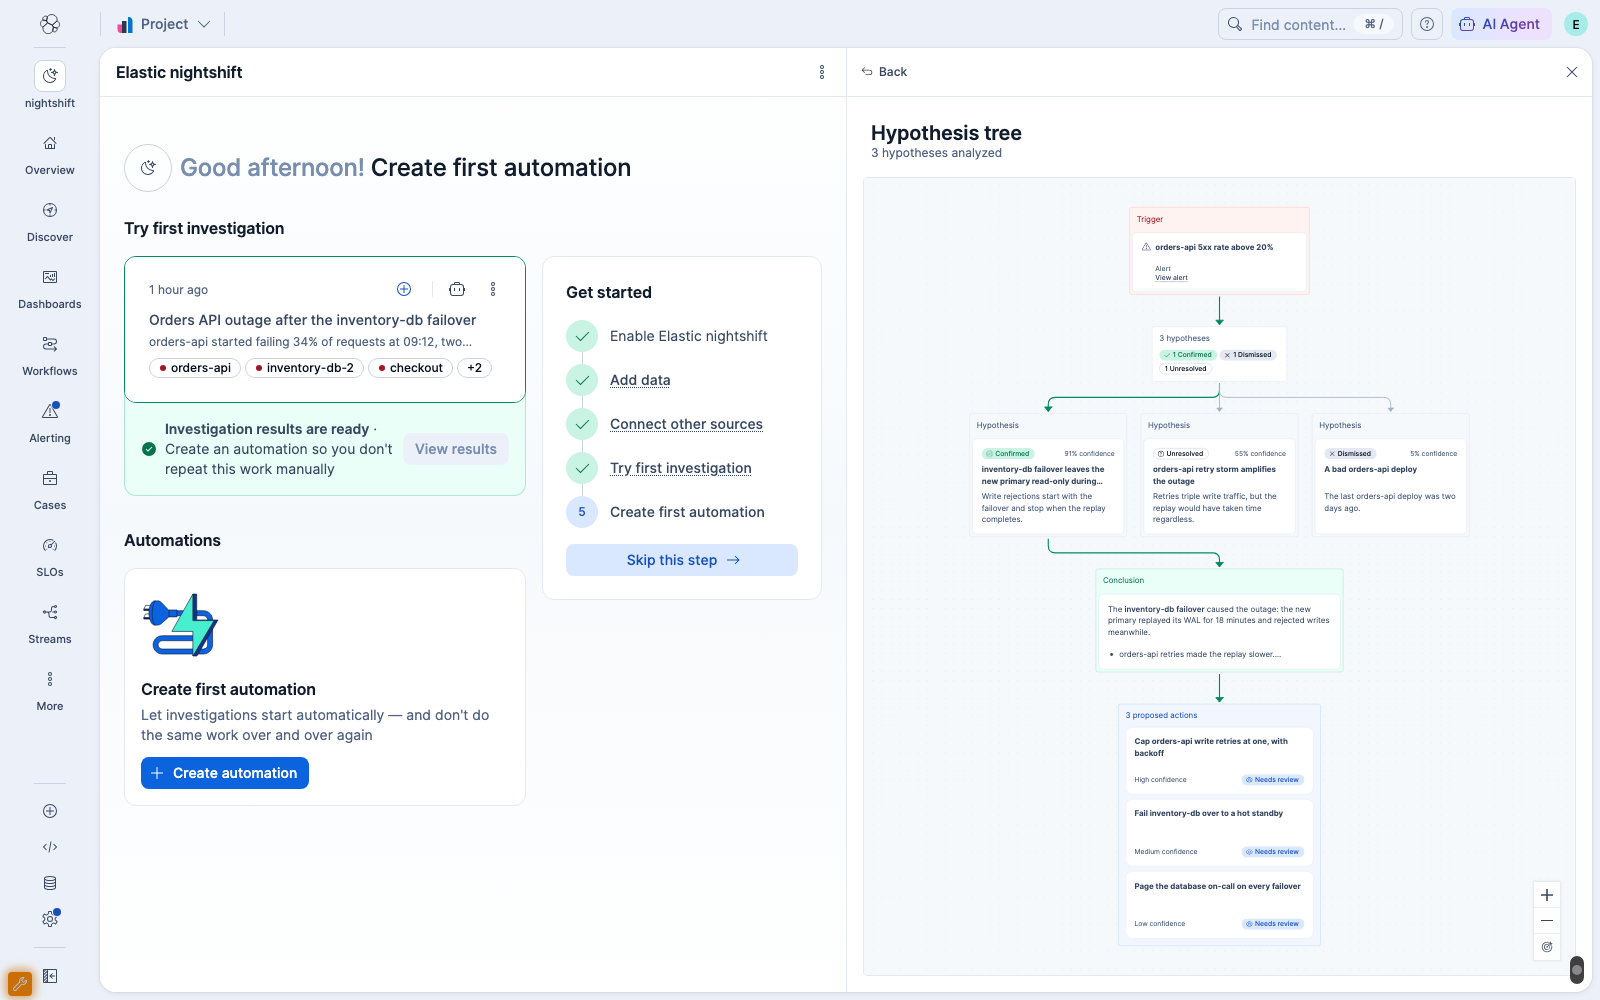 Project
Find content...
⌘ /
AI Agent
E
nightshift
Overview
Discover
Dashboards
Workflows
Alerting
Cases
SLOs
Streams
More
Elastic nightshift
Good afternoon! Create first automation
Try first investigation
1 hour ago
Orders API outage after the inventory-db failover
orders-api started failing 34% of requests at 09:12, two...
orders-api
inventory-db-2
checkout
+2
Investigation results are ready ·
Create an automation so you don't
repeat this work manually
View results
Get started
Enable Elastic nightshift
Add data
Connect other sources
Try first investigation
5
Create first automation
Skip this step
Automations
Create first automation
Let investigations start automatically — and don't do
the same work over and over again
Create automation
Back
Hypothesis tree
3 hypotheses analyzed
Trigger
orders-api 5xx rate above 20%
Alert
View alert
3 hypotheses
1 Confirmed
1 Dismissed
1 Unresolved
Hypothesis
Confirmed
91% confidence
inventory-db failover leaves the
new primary read-only during...
Write rejections start with the
failover and stop when the replay
completes.
Hypothesis
Unresolved
55% confidence
orders-api retry storm amplifies
the outage
Retries triple write traffic, but the
replay would have taken time
regardless.
Hypothesis
Dismissed
5% confidence
A bad orders-api deploy
The last orders-api deploy was two
days ago.
Conclusion
The inventory-db failover caused the outage: the new
primary replayed its WAL for 18 minutes and rejected writes
meanwhile.
• orders-api retries made the replay slower....
3 proposed actions
Cap orders-api write retries at one, with
backoff
High confidence
Needs review
Fail inventory-db over to a hot standby
Medium confidence
Needs review
Page the database on-call on every failover
Low confidence
Needs review